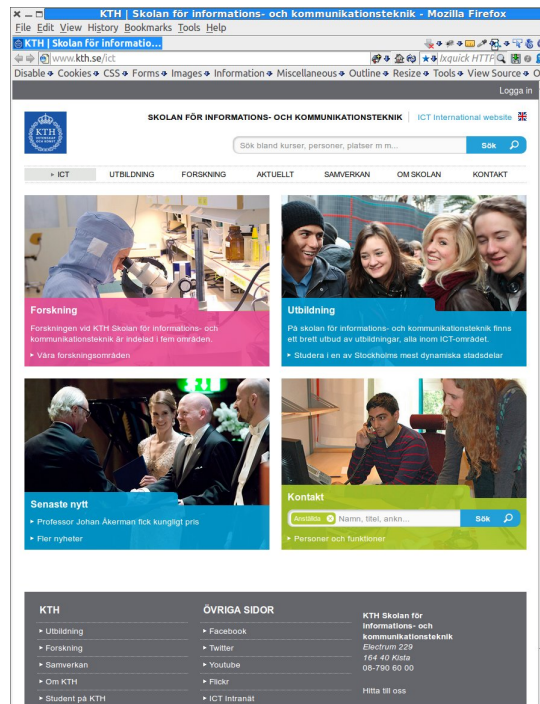 KTH | Skolan för informations- och kommunikationsteknik - Mozilla Firefox
File Edit View History Bookmarks Tools Help
KTH | Skolan för informatio...
www.kth.se/ict
Ixquick HTTP
Disable Cookies CSS Forms Images Information Miscellaneous Outline Resize Tools View Source O
Logga in
KTH
SKOLAN FÖR INFORMATIONS- OCH KOMMUNIKATIONSTEKNIK ICT International website
Sök bland kurser, personer, platser m m...
Sök
ICT UTBILDNING FORSKNING AKTUELLT SAMVERKAN OM SKOLAN KONTAKT
Forskning
Forskningen vid KTH Skolan för informations- och
kommunikationsteknik är indelad i fem områden.
Våra forskningsområden
Utbildning
På skolan för informations- och kommunikationsteknik finns
ett brett utbud av utbildningar, alla inom ICT-området.
Studera i en av Stockholms mest dynamiska stadsdelar
Senaste nytt
Professor Johan Åkerman fick kungligt pris
Fler nyheter
Kontakt
Anställda Namn, titel, ankn... Sök
Personer och funktioner
KTH
Utbildning
Forskning
Samverkan
Om KTH
Student på KTH
ÖVRIGA SIDOR
Facebook
Twitter
Youtube
Flickr
ICT Intranät
KTH Skolan för
informations- och
kommunikationsteknik
Electrum 229
164 40 Kista
08-790 60 00
Hitta till oss